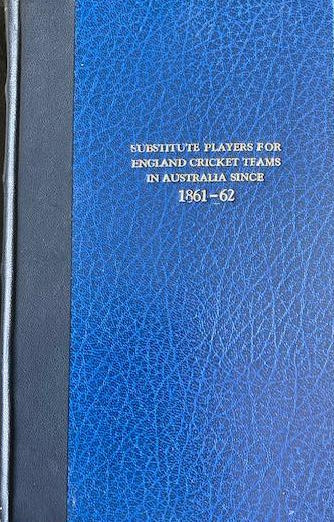 SUBSTITUTE PLAYERS FOR
ENGLAND CRICKET TEAMS
IN AUSTRALIA SINCE
1861-62